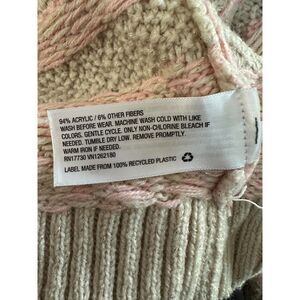 94% ACRYLIC / 6% OTHER FIBERS
WASH BEFORE WEAR. MACHINE WASH COLD WITH LIKE
COLORS. GENTLE CYCLE. ONLY NON-CHLORINE BLEACH IF
NEEDED. TUMBLE DRY LOW. REMOVE PROMPTLY.
WARM IRON IF NEEDED.
RN17730 VN1262180
LABEL MADE FROM 100% RECYCLED PLASTIC